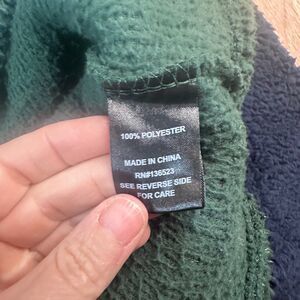 100% POLYESTER
MADE IN CHINA
RN#136523
SEE REVERSE SIDE
FOR CARE